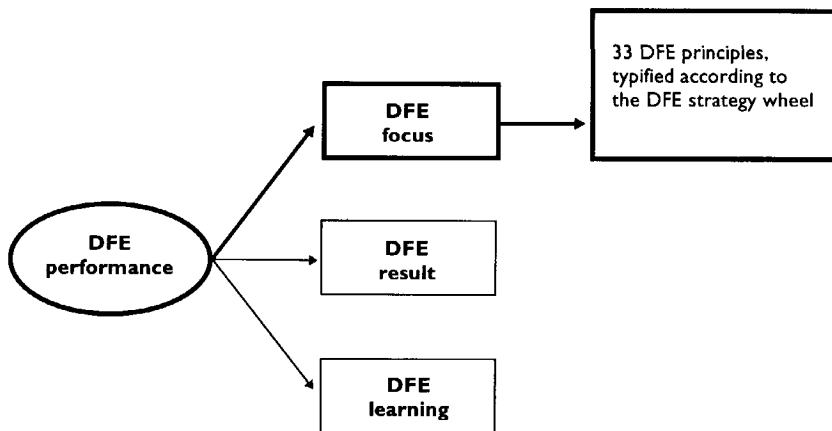 33 DFE principles,
typified according to
the DFE strategy wheel
DFE
focus
DFE
performance
DFE
result
DFE
learning